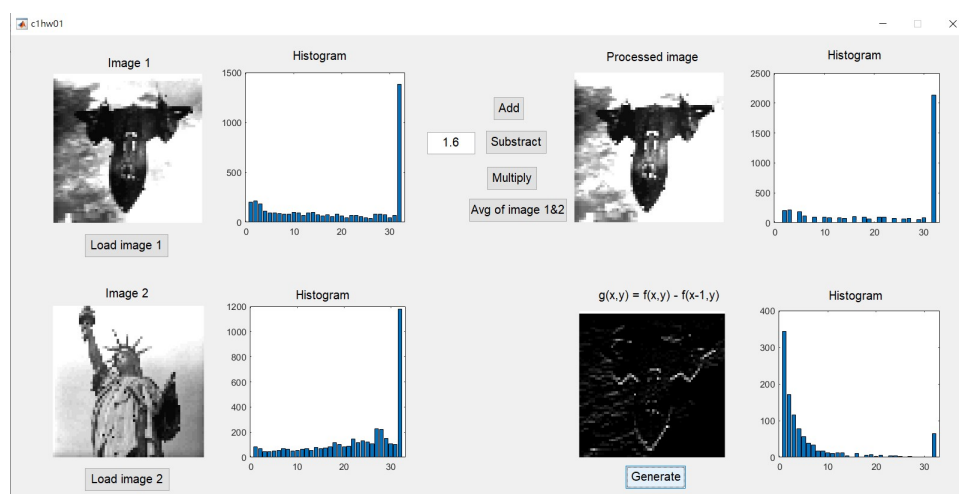 c1hw01
Image 1
Histogram
1500
1000
500
0
0
10
20
30
Load image 1
Add
1.6
Substract
Multiply
Avg of image 1&2
Processed image
Histogram
2500
2000
1500
1000
500
0
0
10
20
30
Image 2
Histogram
1200
1000
800
600
400
200
0
0
10
20
30
Load image 2
g(x,y) = f(x,y) - f(x-1,y)
Generate
Histogram
400
300
200
100
0
0
10
20
30